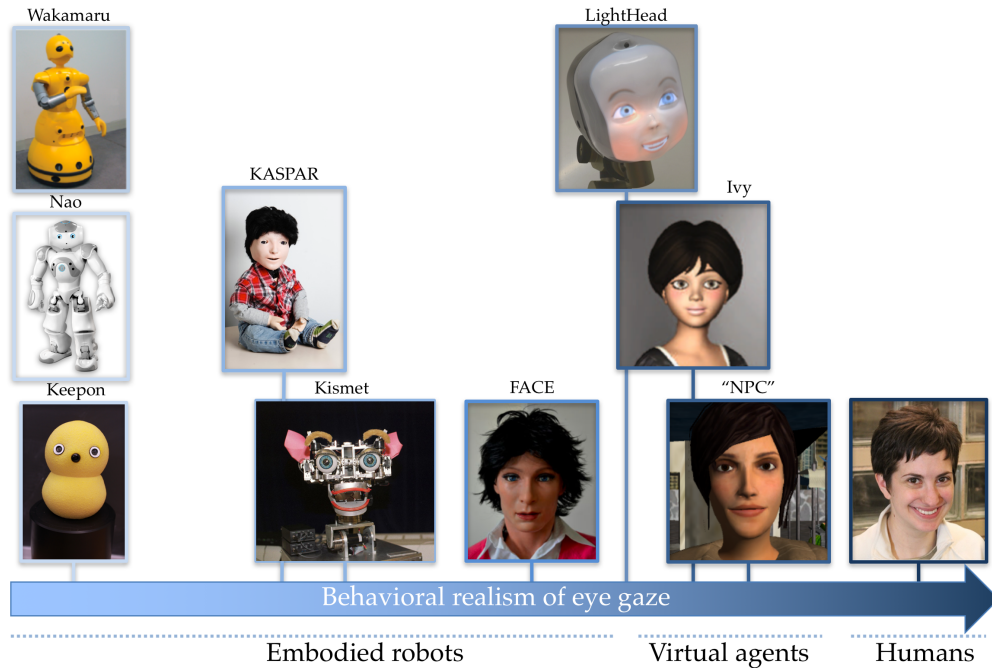 Wakamaru
LightHead
KASPAR
Ivy
Nao
Keepon
Kismet
FACE
“NPC”
Behavioral realism of eye gaze
Embodied robots
Virtual agents
Humans